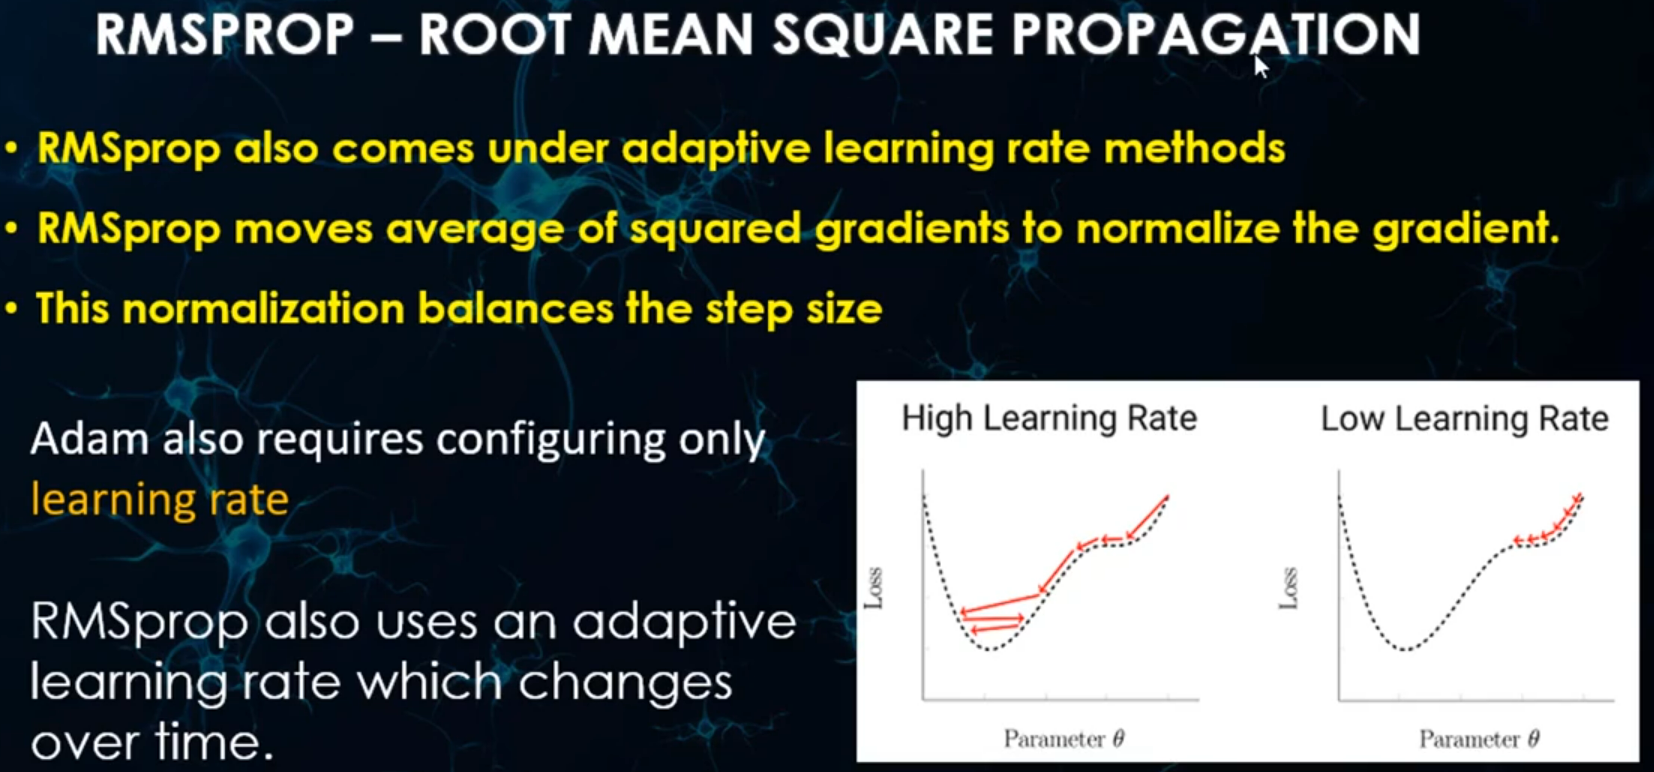 RMSPROP – ROOT MEAN SQUARE PROPAGATION
• RMSprop also comes under adaptive learning rate methods
• RMSprop moves average of squared gradients to normalize the gradient.
• This normalization balances the step size
Adam also requires configuring only
learning rate
RMSprop also uses an adaptive
learning rate which changes
over time.
High Learning Rate
Loss
Parameter θ
Low Learning Rate
Loss
Parameter θ